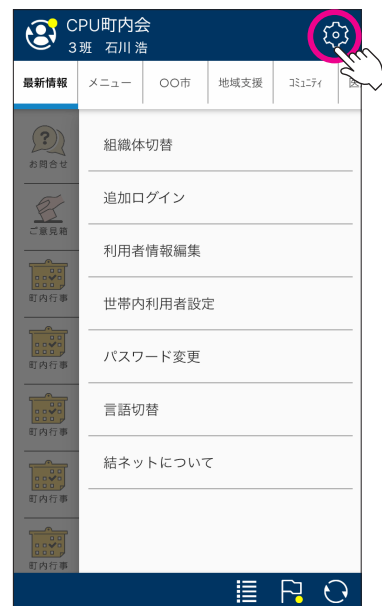 CPU町内会
3班 石川 浩
最新情報
メニュー
○○市
地域支援
コミュニティ
医
お問合せ
組織体切替
ご意見箱
追加ログイン
町内行事
利用者情報編集
町内行事
世帯内利用者設定
町内行事
パスワード変更
町内行事
言語切替
町内行事
結ネットについて